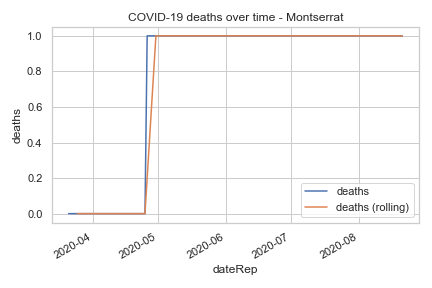 COVID-19 deaths over time - Montserrat
deaths
1.0
0.8
0.6
0.4
0.2
0.0
deaths
deaths (rolling)
2020-04
2020-05
2020-06
2020-07
2020-08
dateRep